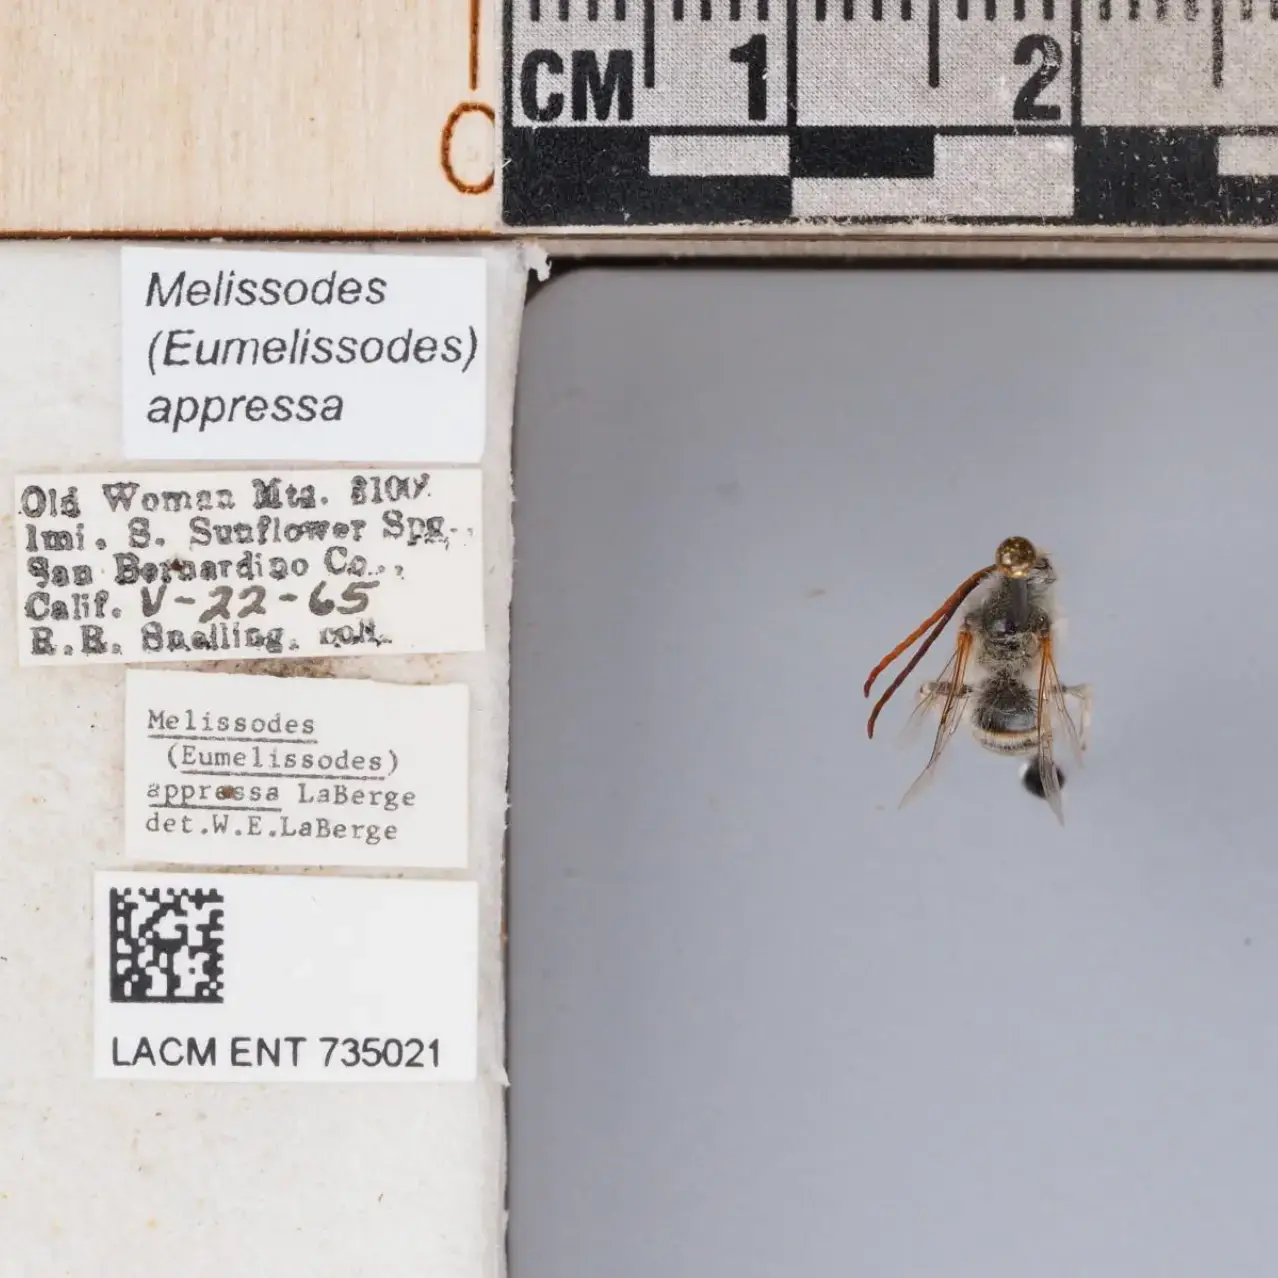 CM 1 2
Melissodes
(Eumelissodes)
appressa
Old Woman Mts. 3100'
1mi. S. Sunflower Spg.,
San Bernardino Co.,
Calif. V-22-65
R.R. Snelling, coll.
Melissodes
(Eumelissodes)
appressa LaBerge
det.W.E.LaBerge
LACM ENT 735021